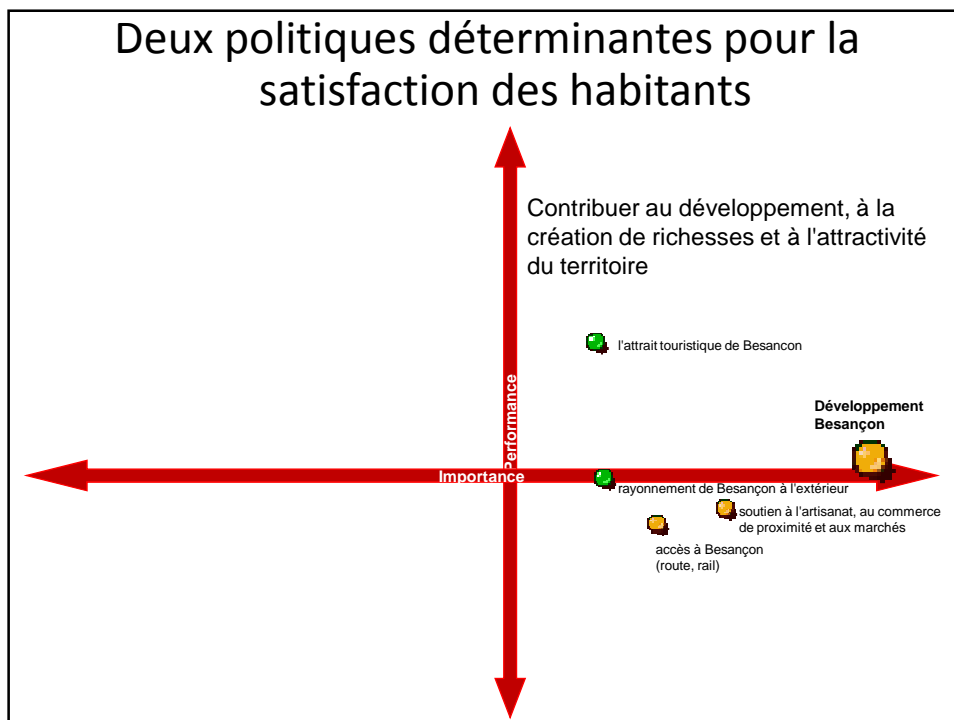 Deux politiques déterminantes pour la
satisfaction des habitants
Contribuer au développement, à la
création de richesses et à l'attractivité
du territoire
l'attrait touristique de Besancon
Développement
Besançon
Performance
Importance
rayonnement de Besançon à l'extérieur
soutien à l'artisanat, au commerce
de proximité et aux marchés
accès à Besançon
(route, rail)